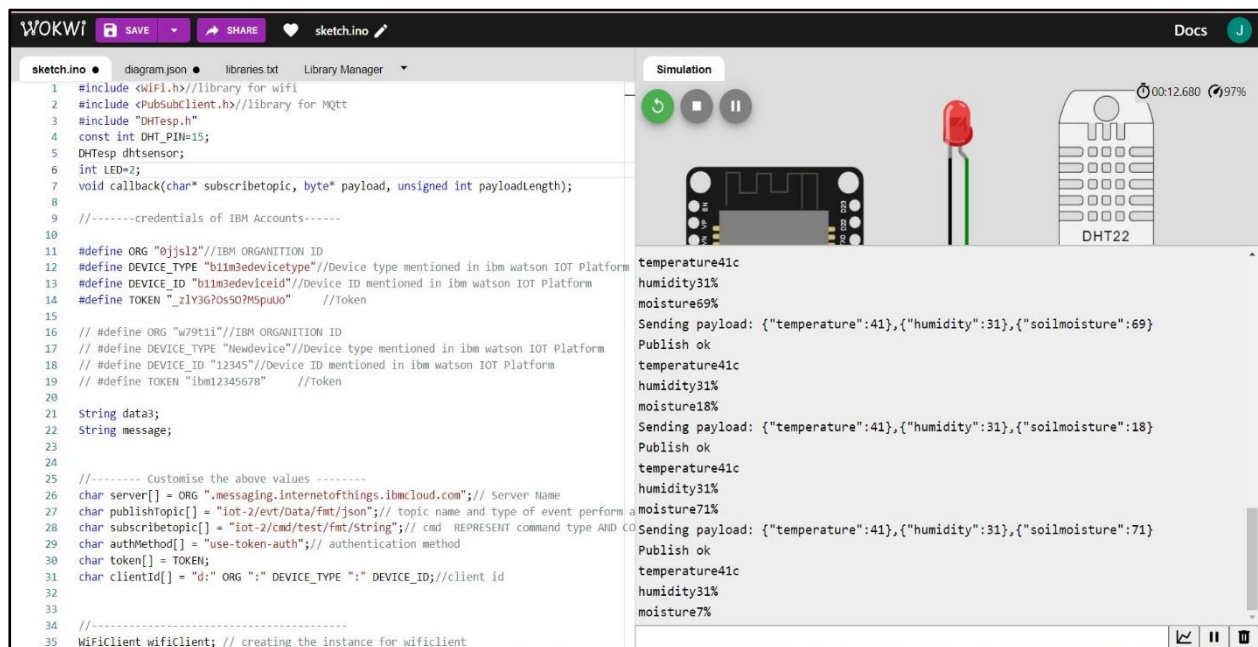 WOKWi SAVE SHARE sketch.ino Docs J
sketch.ino diagram.json libraries.txt Library Manager
1 #include <WiFi.h>//library for wifi
2 #include <PubSubClient.h>//library for MQtt
3 #include "DHTesp.h"
4 const int DHT_PIN=15;
5 DHTesp dhtsensor;
6 int LED=2;
7 void callback(char* subscribetopic, byte* payload, unsigned int payloadLength);
8
9 //-------credentials of IBM Accounts------
10
11 #define ORG "0jjsl2"//IBM ORGANITION ID
12 #define DEVICE_TYPE "b11m3edevicetype"//Device type mentioned in ibm watson IOT Platform
13 #define DEVICE_ID "b11m3edeviceid"//Device ID mentioned in ibm watson IOT Platform
14 #define TOKEN "_zlY3G?Os5O?M5puUo" //Token
15
16 // #define ORG "w79t1i"//IBM ORGANITION ID
17 // #define DEVICE_TYPE "Newdevice"//Device type mentioned in ibm watson IOT Platform
18 // #define DEVICE_ID "12345"//Device ID mentioned in ibm watson IOT Platform
19 // #define TOKEN "ibm12345678" //Token
20
21 String data3;
22 String message;
23
24
25 //-------- Customise the above values --------
26 char server[] = ORG ".messaging.internetofthings.ibmcloud.com";// Server Name
27 char publishTopic[] = "iot-2/evt/Data/fmt/json";// topic name and type of event perform a
28 char subscribetopic[] = "iot-2/cmd/test/fmt/String";// cmd REPRESENT command type AND CO
29 char authMethod[] = "use-token-auth";// authentication method
30 char token[] = TOKEN;
31 char clientId[] = "d:" ORG ":" DEVICE_TYPE ":" DEVICE_ID;//client id
32
33
34 //-----------------------------------------
35 WiFiClient wifiClient; // creating the instance for wificlient
Simulation
00:12.680 97%
EN
VP
VN
D23
D22
TX0
DHT22
temperature41c
humidity31%
moisture69%
Sending payload: {"temperature":41},{"humidity":31},{"soilmoisture":69}
Publish ok
temperature41c
humidity31%
moisture18%
Sending payload: {"temperature":41},{"humidity":31},{"soilmoisture":18}
Publish ok
temperature41c
humidity31%
moisture71%
Sending payload: {"temperature":41},{"humidity":31},{"soilmoisture":71}
Publish ok
temperature41c
humidity31%
moisture7%